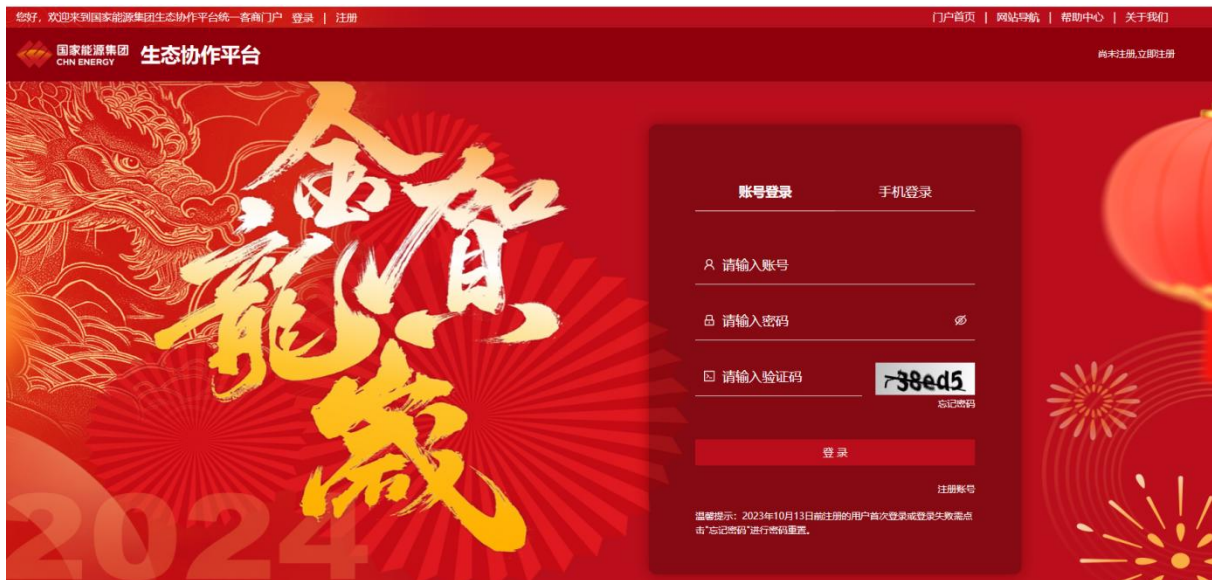 您好，欢迎来到国家能源集团生态协作平台统一客商门户 登录 | 注册
门户首页 | 网站导航 | 帮助中心 | 关于我们
国家能源集团
CHN ENERGY
生态协作平台
尚未注册,立即注册
金龍賀歲
2024
账号登录 手机登录
请输入账号
请输入密码
请输入验证码
738ed5
忘记密码
登 录
注册账号
温馨提示：2023年10月13日前注册的用户首次登录或登录失败需点
击"忘记密码"进行密码重置。